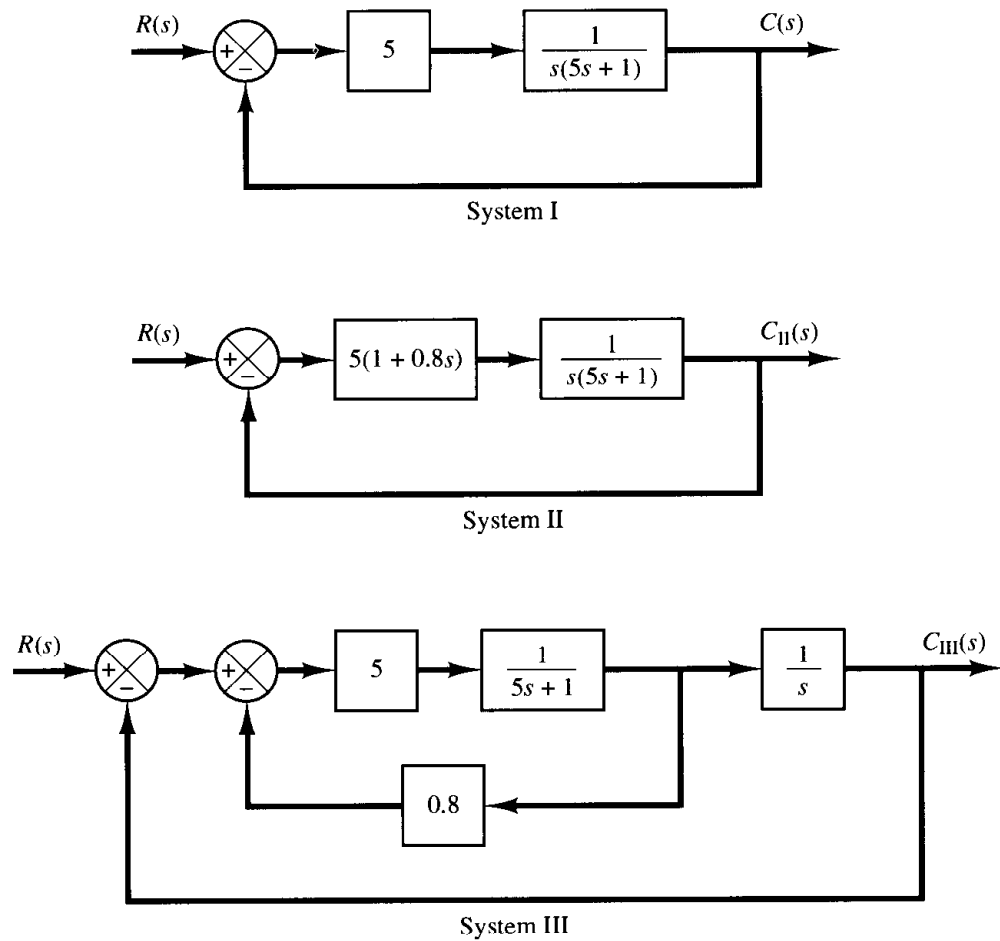 R(s) + − 5 1 C(s)
s(5s + 1)
System I
R(s) + − 5(1 + 0.8s) 1 C_II(s)
s(5s + 1)
System II
R(s) + − + − 5 1 1 C_III(s)
5s + 1 s
0.8
System III